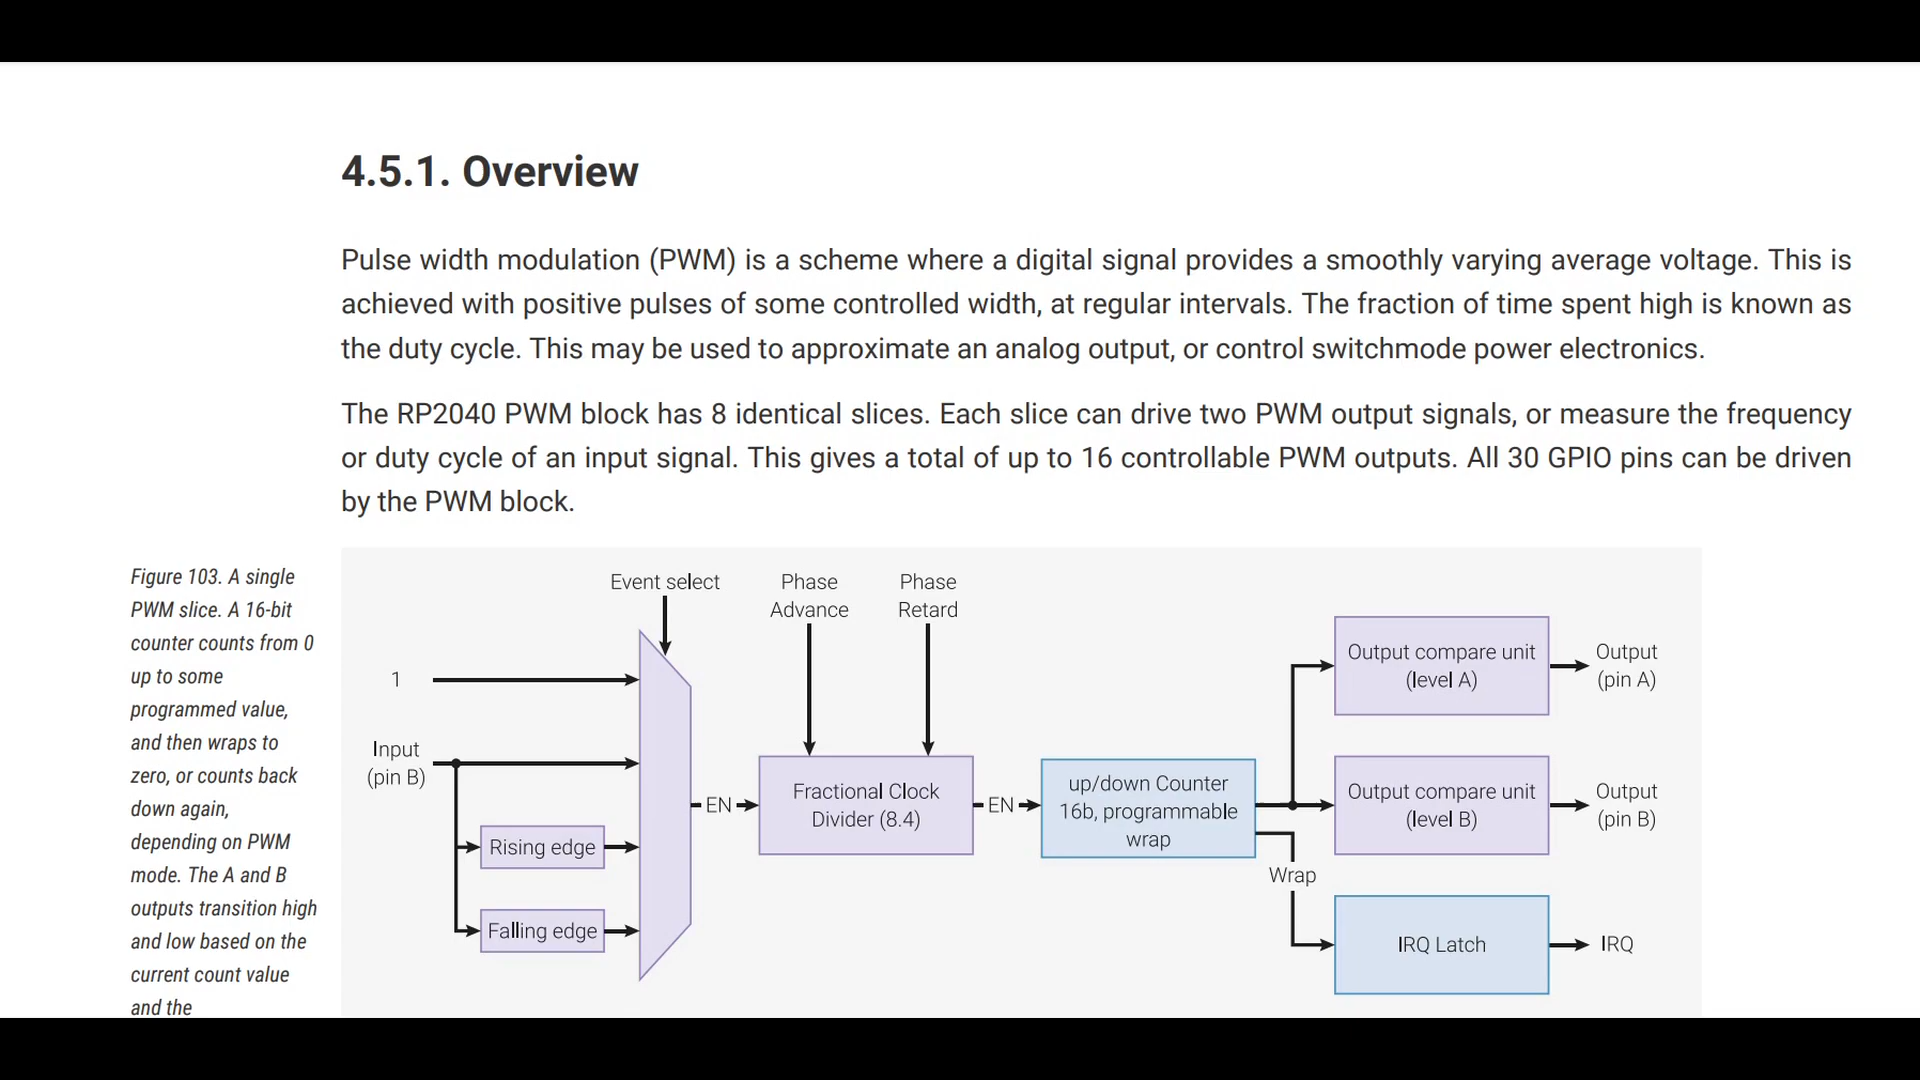 4.5.1. Overview
Pulse width modulation (PWM) is a scheme where a digital signal provides a smoothly varying average voltage. This is
achieved with positive pulses of some controlled width, at regular intervals. The fraction of time spent high is known as
the duty cycle. This may be used to approximate an analog output, or control switchmode power electronics.
The RP2040 PWM block has 8 identical slices. Each slice can drive two PWM output signals, or measure the frequency
or duty cycle of an input signal. This gives a total of up to 16 controllable PWM outputs. All 30 GPIO pins can be driven
by the PWM block.
Figure 103. A single
PWM slice. A 16-bit
counter counts from 0
up to some
programmed value,
and then wraps to
zero, or counts back
down again,
depending on PWM
mode. The A and B
outputs transition high
and low based on the
current count value
and the
Event select
Phase
Advance
Phase
Retard
1
Input
(pin B)
Rising edge
Falling edge
EN
Fractional Clock
Divider (8.4)
EN
up/down Counter
16b, programmable
wrap
Wrap
Output compare unit
(level A)
Output
(pin A)
Output compare unit
(level B)
Output
(pin B)
IRQ Latch
IRQ